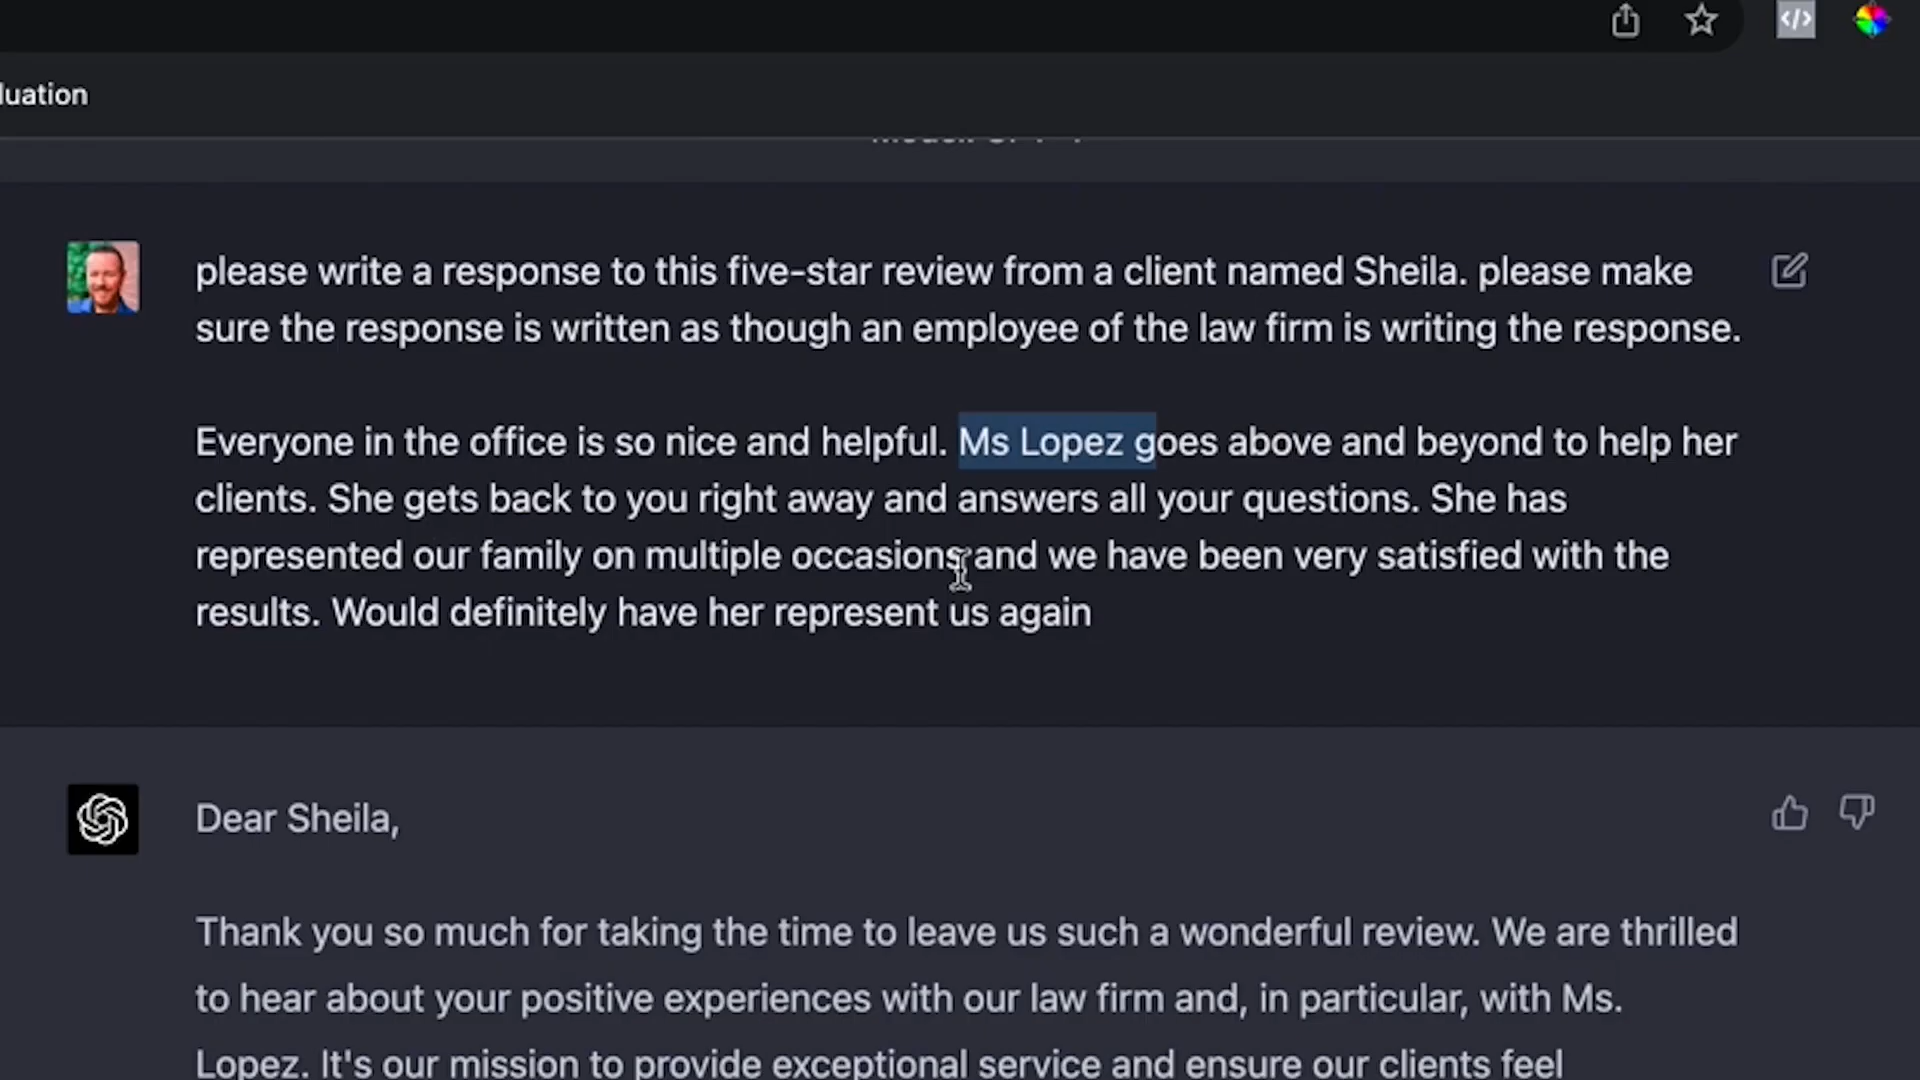 luation
please write a response to this five-star review from a client named Sheila. please make
sure the response is written as though an employee of the law firm is writing the response.
Everyone in the office is so nice and helpful. Ms Lopez goes above and beyond to help her
clients. She gets back to you right away and answers all your questions. She has
represented our family on multiple occasions and we have been very satisfied with the
results. Would definitely have her represent us again
Dear Sheila,
Thank you so much for taking the time to leave us such a wonderful review. We are thrilled
to hear about your positive experiences with our law firm and, in particular, with Ms.
Lopez. It's our mission to provide exceptional service and ensure our clients feel